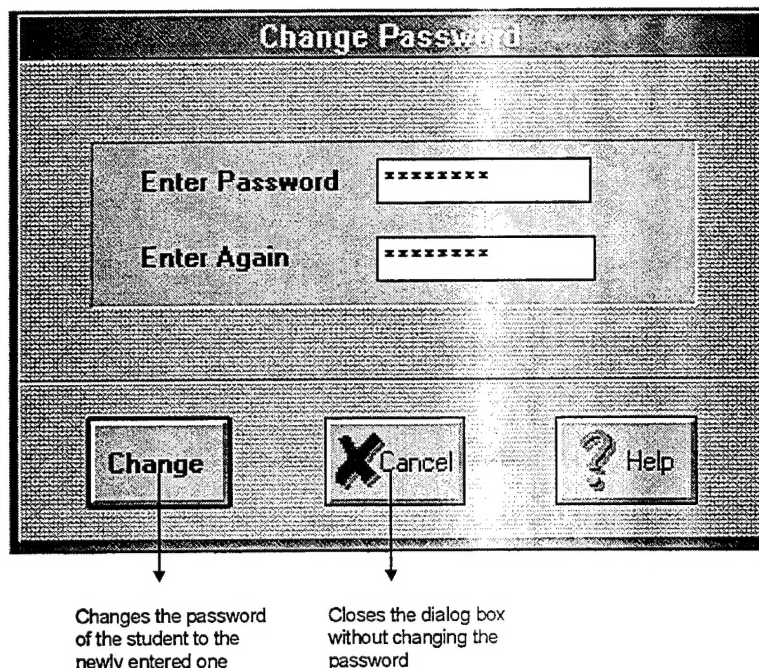 Change Password
Enter Password ********
Enter Again ********
Change Cancel Help
Changes the password
of the student to the
newly entered one
Closes the dialog box
without changing the
password